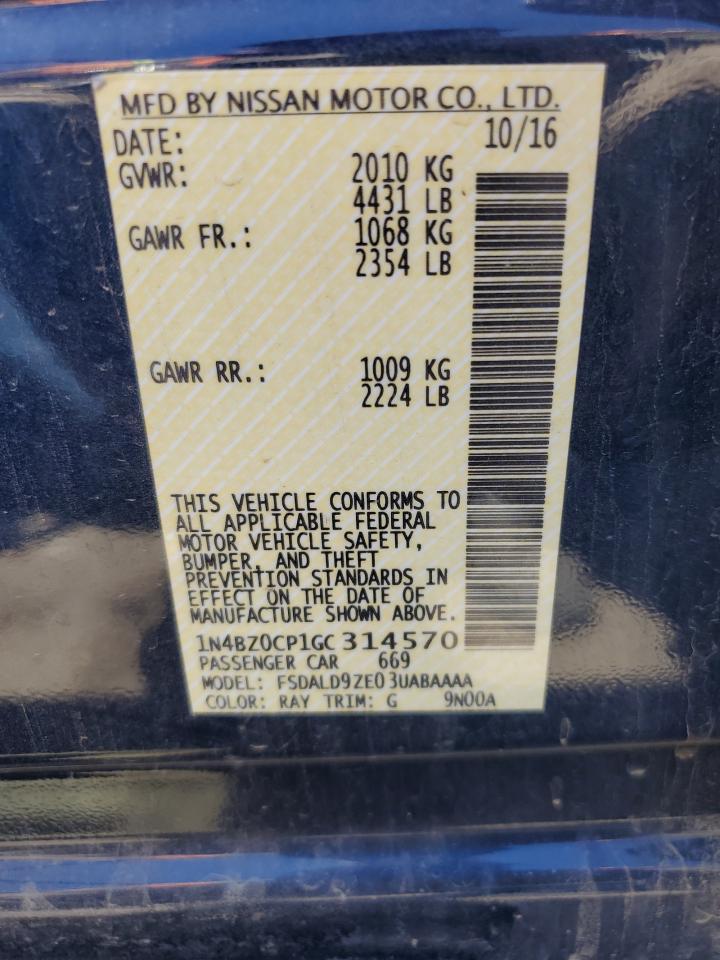 MFD BY NISSAN MOTOR CO., LTD.
DATE: 10/16
GVWR: 2010 KG
4431 LB
GAWR FR.: 1068 KG
2354 LB
GAWR RR.: 1009 KG
2224 LB
THIS VEHICLE CONFORMS TO
ALL APPLICABLE FEDERAL
MOTOR VEHICLE SAFETY,
BUMPER, AND THEFT
PREVENTION STANDARDS IN
EFFECT ON THE DATE OF
MANUFACTURE SHOWN ABOVE.
1N4BZ0CP1GC 314570
PASSENGER CAR 669
MODEL: FSDALD9ZE03UABAAAA
COLOR: RAY TRIM: G 9N00A